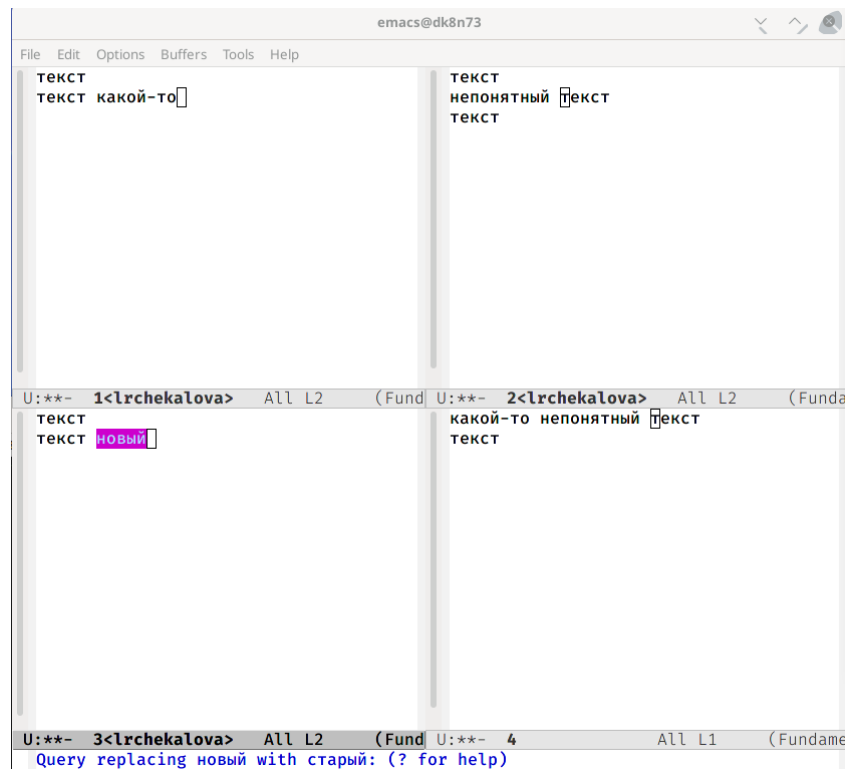 emacs@dk8n73
File Edit Options Buffers Tools Help
текст
текст какой-то
U:**- 1<lrchekalova> All L2 (Fund
текст
непонятный текст
текст
U:**- 2<lrchekalova> All L2 (Funda
текст
текст новый
U:**- 3<lrchekalova> All L2 (Fund
какой-то непонятный текст
текст
U:**- 4 All L1 (Fundame
Query replacing новый with старый: (? for help)